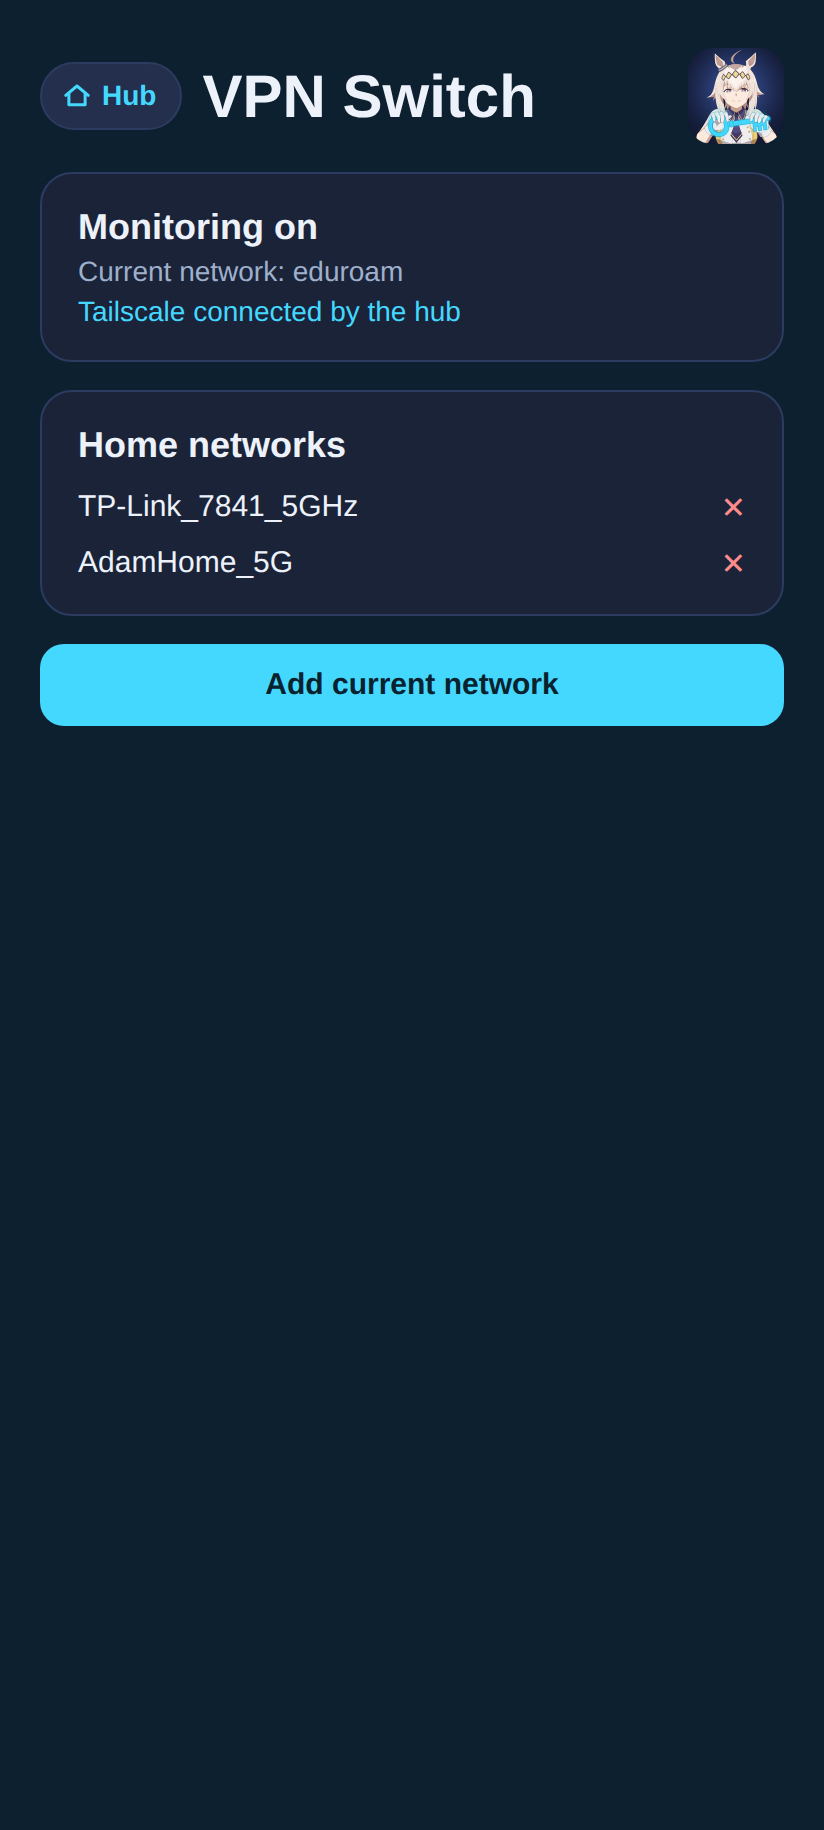 Hub
VPN Switch
Monitoring on
Current network: eduroam
Tailscale connected by the hub
Home networks
TP-Link_7841_5GHz
AdamHome_5G
Add current network